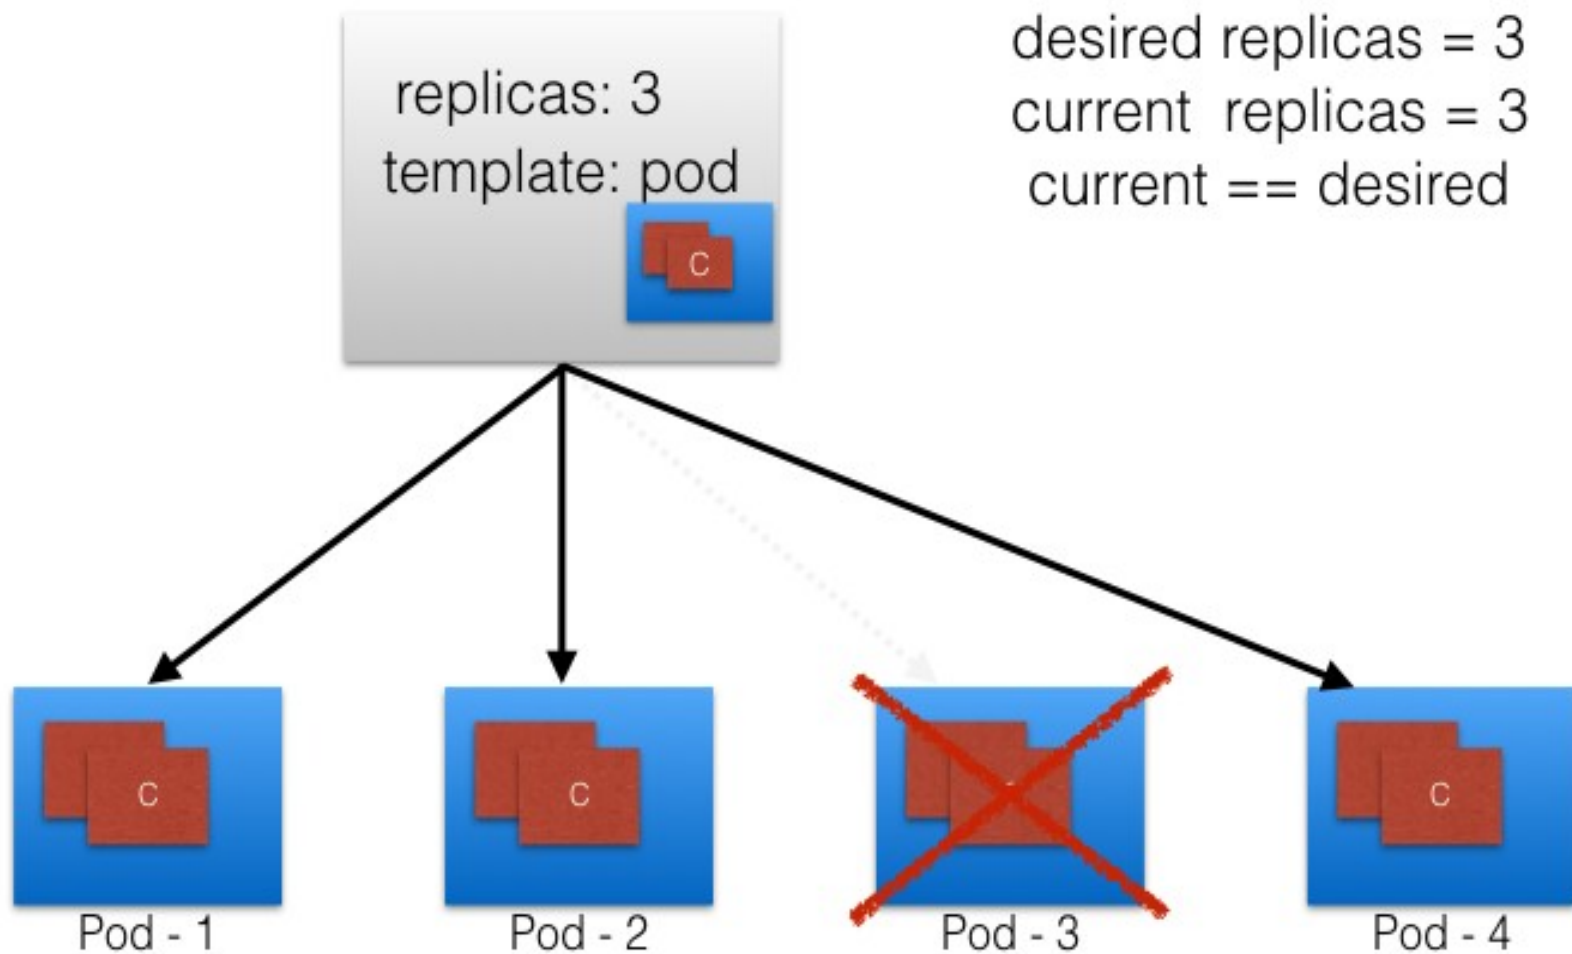 replicas: 3
template: pod
C
desired replicas = 3
current replicas = 3
current == desired
C
C
C
Pod - 1
Pod - 2
Pod - 3
Pod - 4